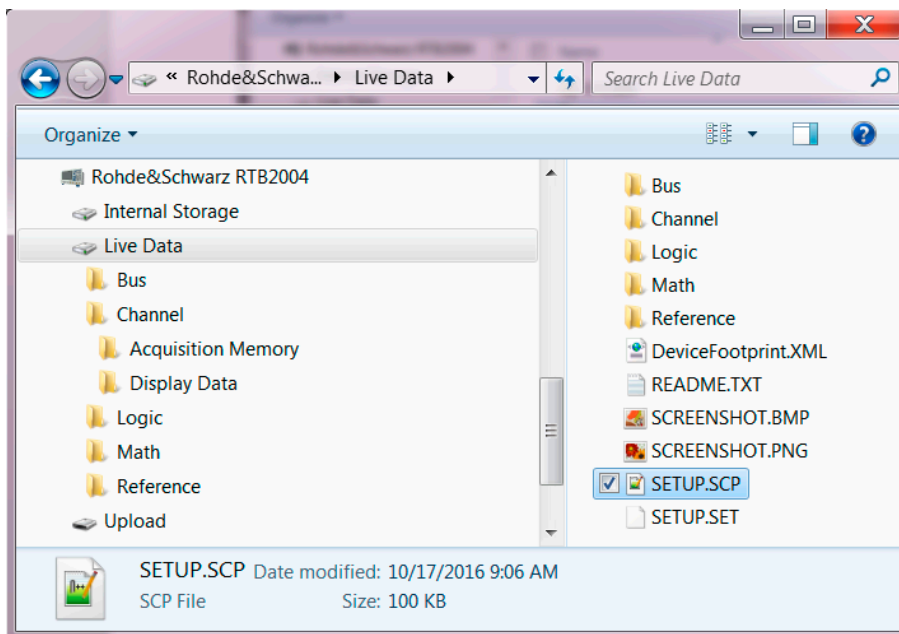 « Rohde&Schwa... Live Data
Search Live Data
Organize
Rohde&Schwarz RTB2004
Internal Storage
Live Data
Bus
Channel
Acquisition Memory
Display Data
Logic
Math
Reference
Upload
Bus
Channel
Logic
Math
Reference
DeviceFootprint.XML
README.TXT
SCREENSHOT.BMP
SCREENSHOT.PNG
SETUP.SCP
SETUP.SET
SETUP.SCP Date modified: 10/17/2016 9:06 AM
SCP File Size: 100 KB